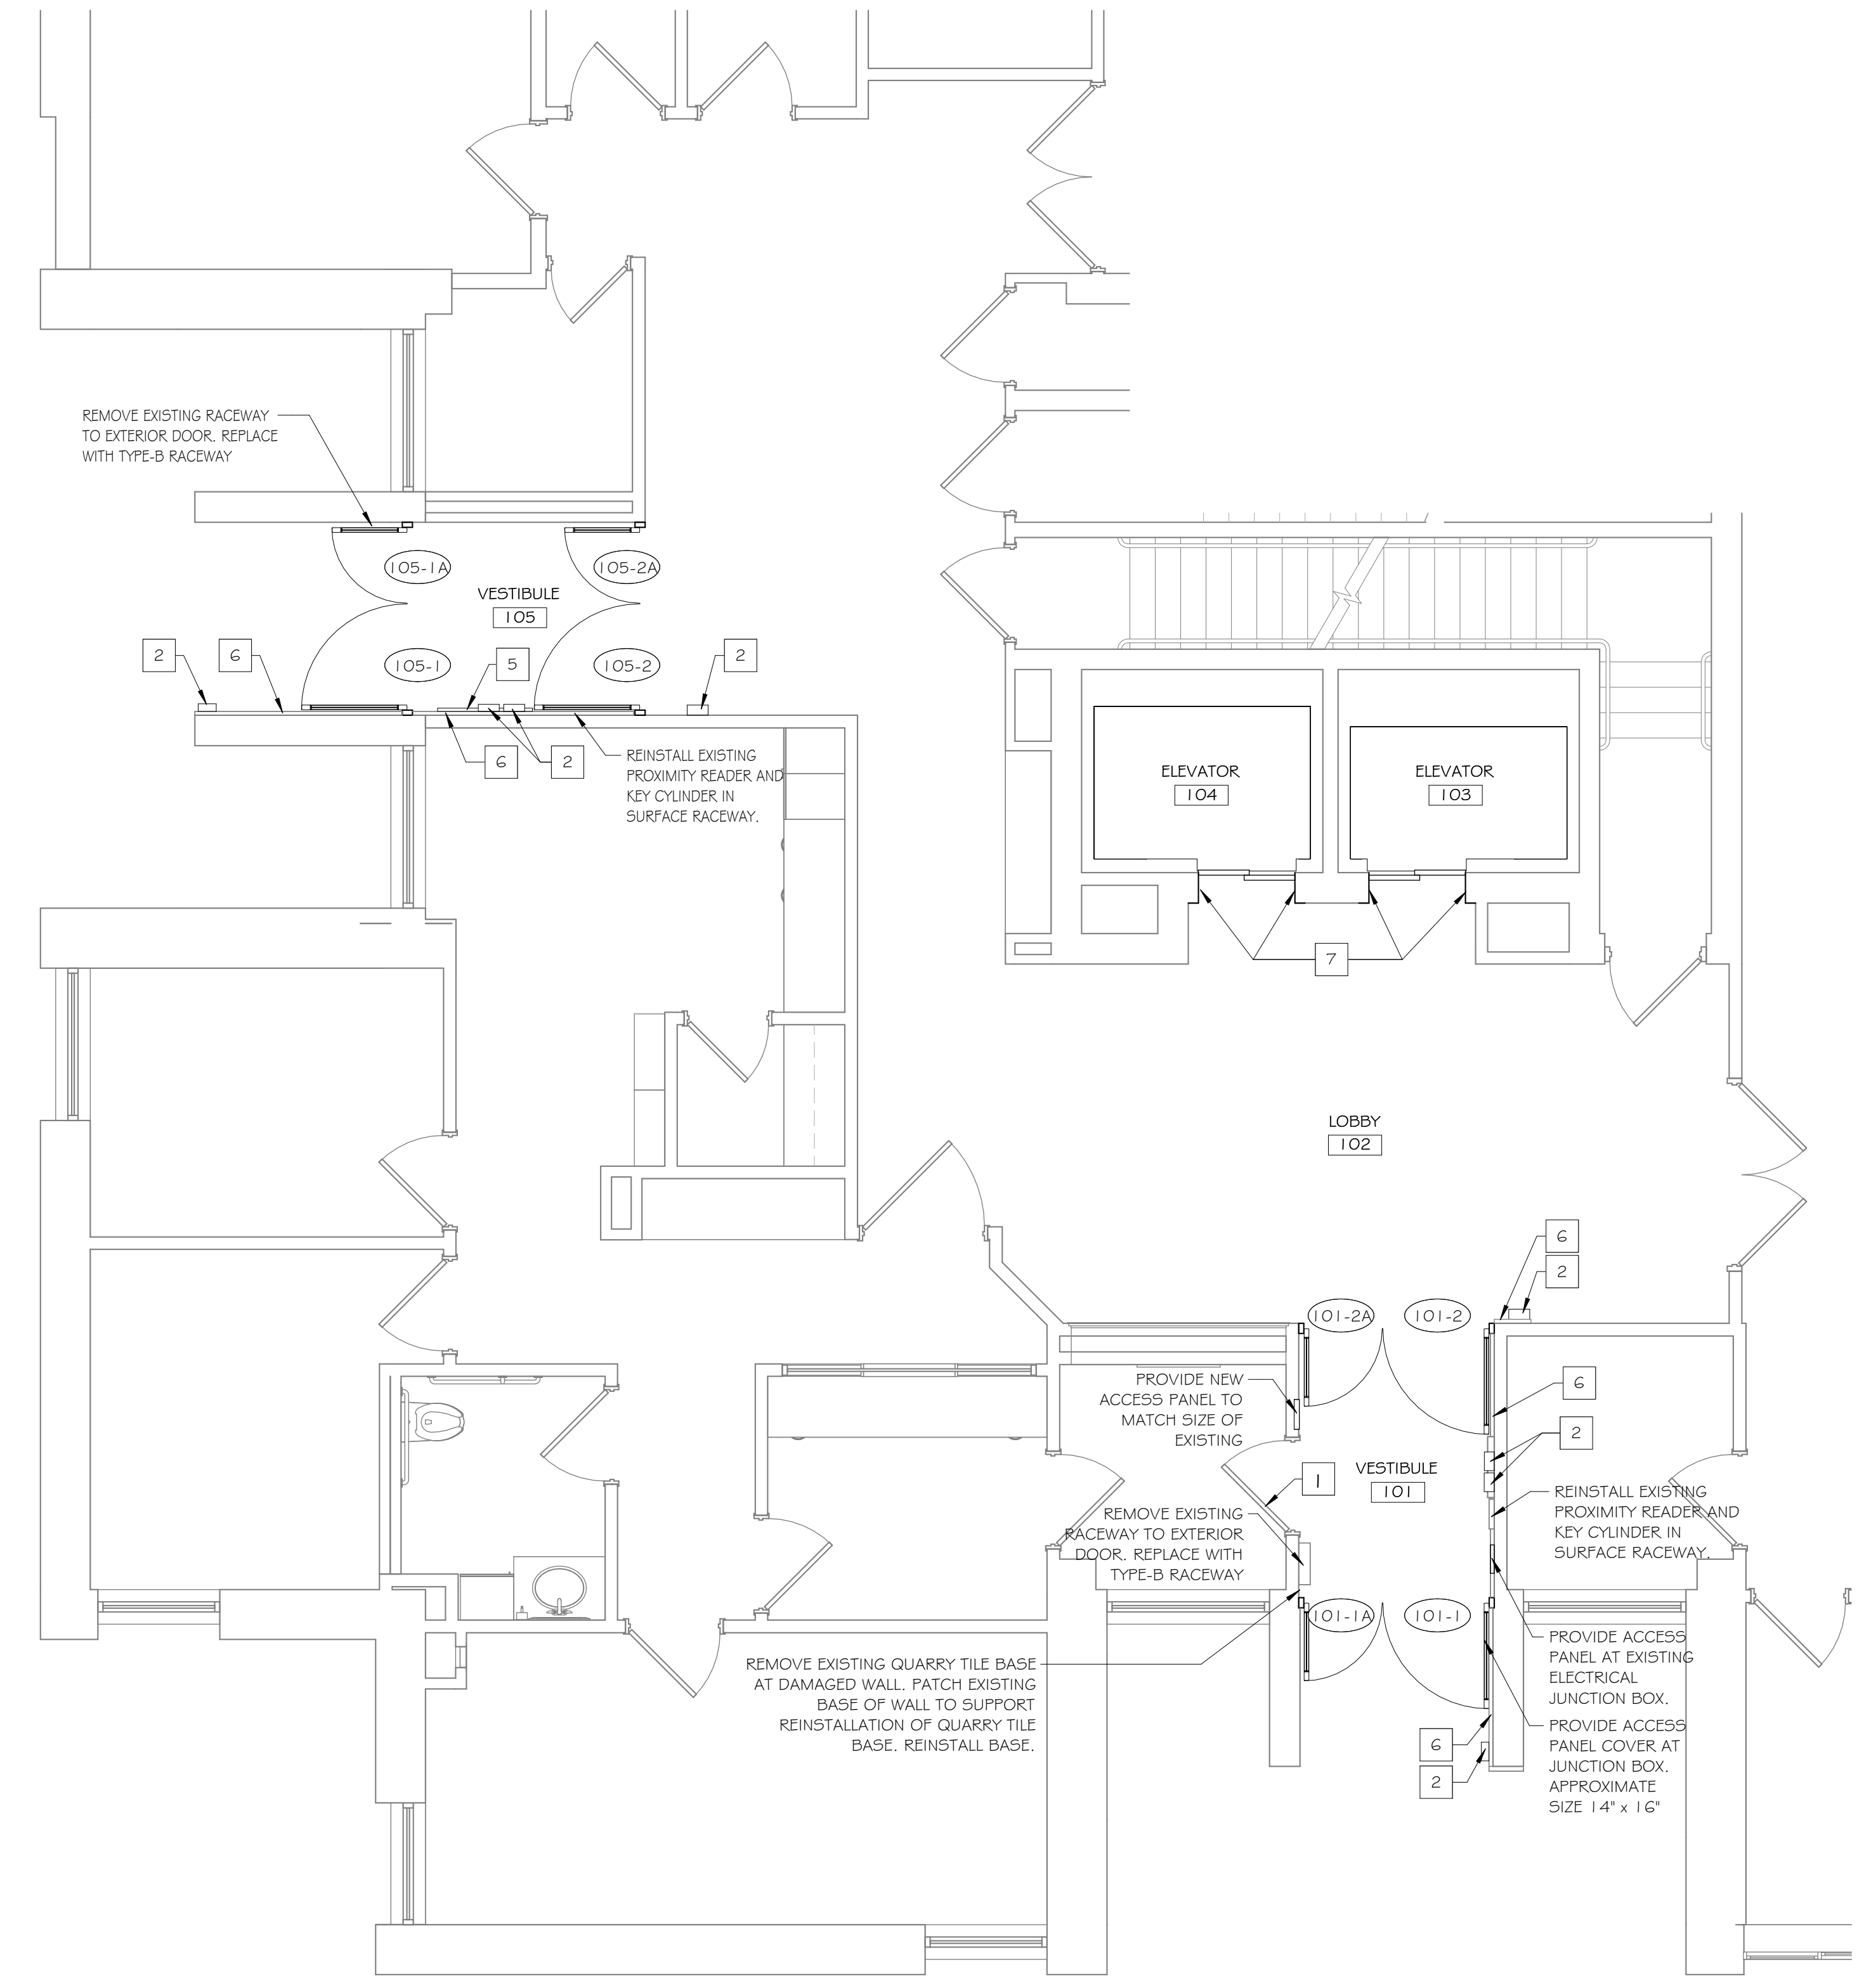 REMOVE EXISTING RACEWAY
TO EXTERIOR DOOR. REPLACE
WITH TYPE-B RACEWAY
105-1A
105-2A
VESTIBULE
105
2
6
105-1
5
105-2
2
6
2
REINSTALL EXISTING
PROXIMITY READER AND
KEY CYLINDER IN
SURFACE RACEWAY.
ELEVATOR
104
ELEVATOR
103
7
LOBBY
102
6
2
101-2A
101-2
PROVIDE NEW
ACCESS PANEL TO
MATCH SIZE OF
EXISTING
6
2
1
VESTIBULE
101
REINSTALL EXISTING
PROXIMITY READER AND
KEY CYLINDER IN
SURFACE RACEWAY.
REMOVE EXISTING
RACEWAY TO EXTERIOR
DOOR. REPLACE WITH
TYPE-B RACEWAY
101-1A
101-1
REMOVE EXISTING QUARRY TILE BASE
AT DAMAGED WALL. PATCH EXISTING
BASE OF WALL TO SUPPORT
REINSTALLATION OF QUARRY TILE
BASE. REINSTALL BASE.
PROVIDE ACCESS
PANEL AT EXISTING
ELECTRICAL
JUNCTION BOX.
6
2
PROVIDE ACCESS
PANEL COVER AT
JUNCTION BOX.
APPROXIMATE
SIZE 14" x 16"